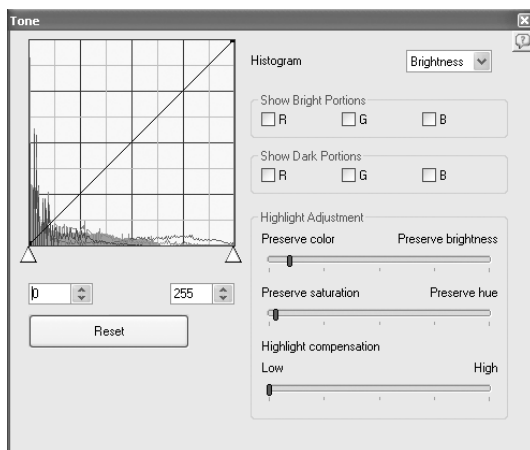 Tone
Histogram
Brightness
Show Bright Portions
R G B
Show Dark Portions
R G B
Highlight Adjustment
Preserve color Preserve brightness
Preserve saturation Preserve hue
Highlight compensation
Low High
0 255
Reset